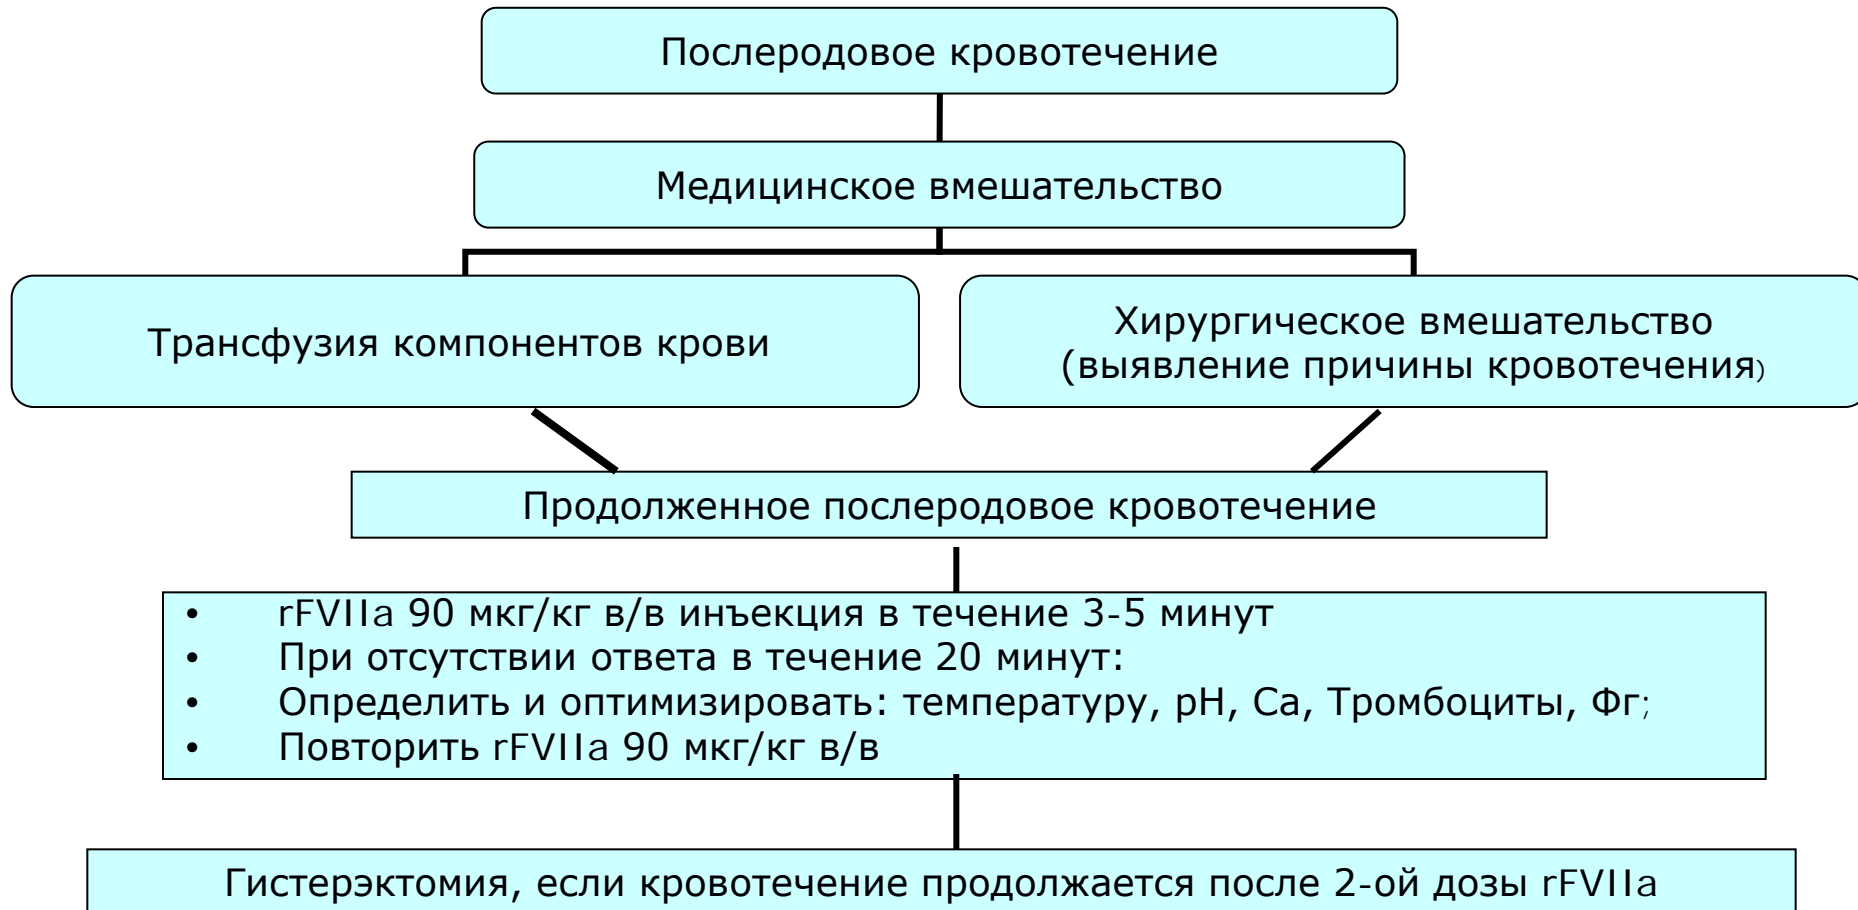 Послеродовое кровотечение
Медицинское вмешательство
Трансфузия компонентов крови
Хирургическое вмешательство
(выявление причины кровотечения)
Продолженное послеродовое кровотечение
• rFVIIa 90 мкг/кг в/в инъекция в течение 3-5 минут
• При отсутствии ответа в течение 20 минут:
• Определить и оптимизировать: температуру, рН, Са, Тромбоциты, Фг;
• Повторить rFVIIa 90 мкг/кг в/в
Гистерэктомия, если кровотечение продолжается после 2-ой дозы rFVIIa